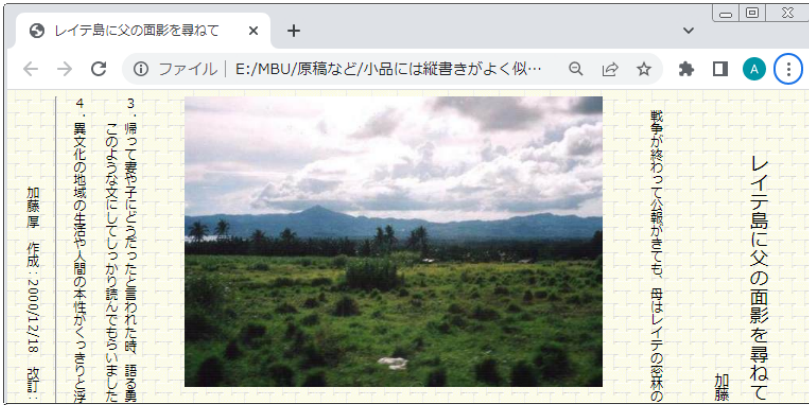 レイテ島に父の面影を尋ねて
ファイル | E:/MBU/原稿など/小品には縦書きがよく似…
A
レイテ島に父の面影を尋ねて
加藤
戦争が終わって公報がきても、母はレイテの密林の
3．帰って妻や子にどうだったと言われた時、語る勇
このような文にしてしっかり読んでもらいました
4．異文化の地域の生活や人間の本性がくっきりと浮
加藤厚　作成：2000/12/18　改訂：